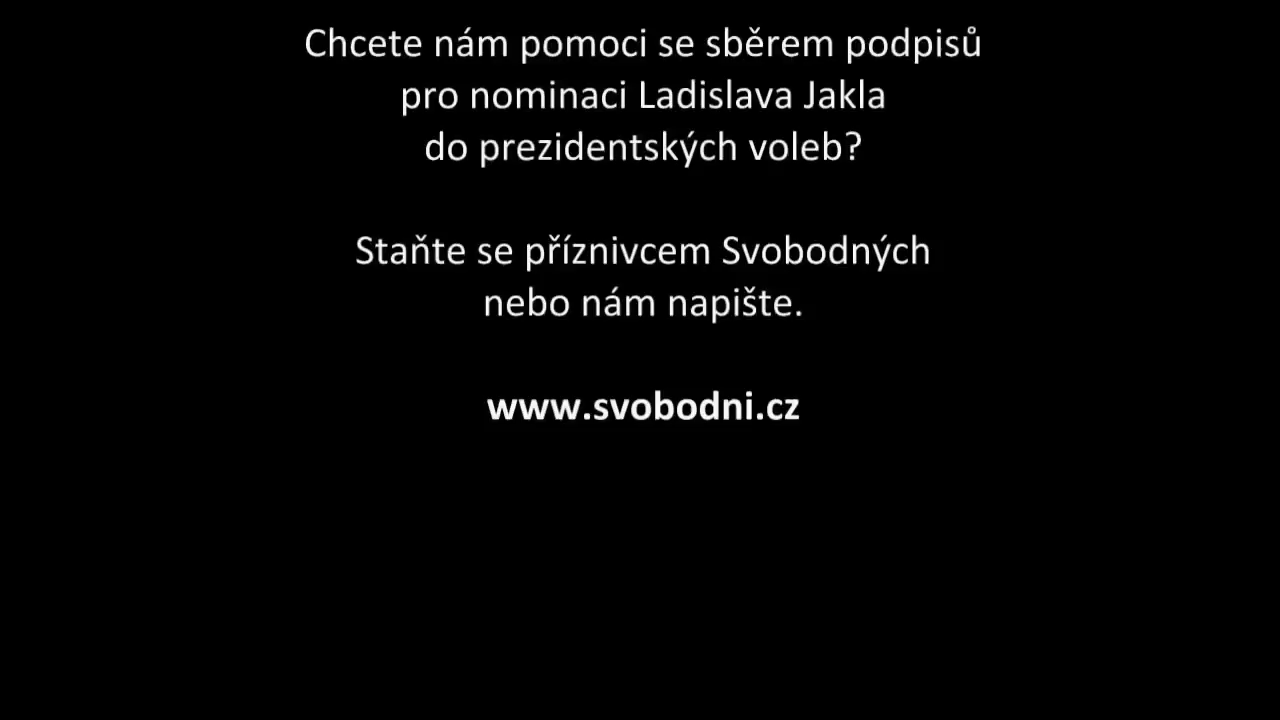 Chcete nám pomoci se sběrem podpisů
pro nominaci Ladislava Jakla
do prezidentských voleb?
Staňte se příznivcem Svobodných
nebo nám napište.
www.svobodni.cz